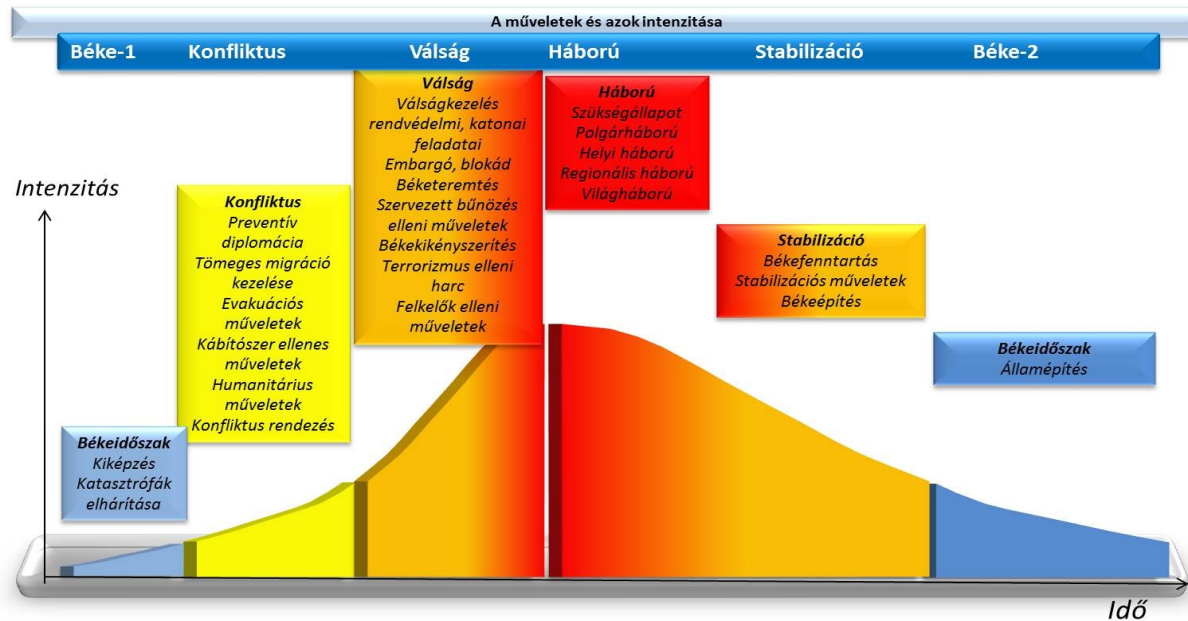 A műveletek és azok intenzitása
Béke-1 Konfliktus Válság Háború Stabilizáció Béke-2
Intenzitás
Békeidőszak
Kiképzés
Katasztrófák
elhárítása
Konfliktus
Preventív
diplomácia
Tömeges migráció
kezelése
Evakuációs
műveletek
Kábítószer ellenes
műveletek
Humanitárius
műveletek
Konfliktus rendezés
Válság
Válságkezelés
rendvédelmi, katonai
feladatai
Embargó, blokád
Béketeremtés
Szervezett bűnözés
elleni műveletek
Békekikényszerítés
Terrorizmus elleni
harc
Felkelők elleni
műveletek
Háború
Szükségállapot
Polgárháború
Helyi háború
Regionális háború
Világháború
Stabilizáció
Békefenntartás
Stabilizációs műveletek
Békeépítés
Békeidőszak
Államépítés
Idő